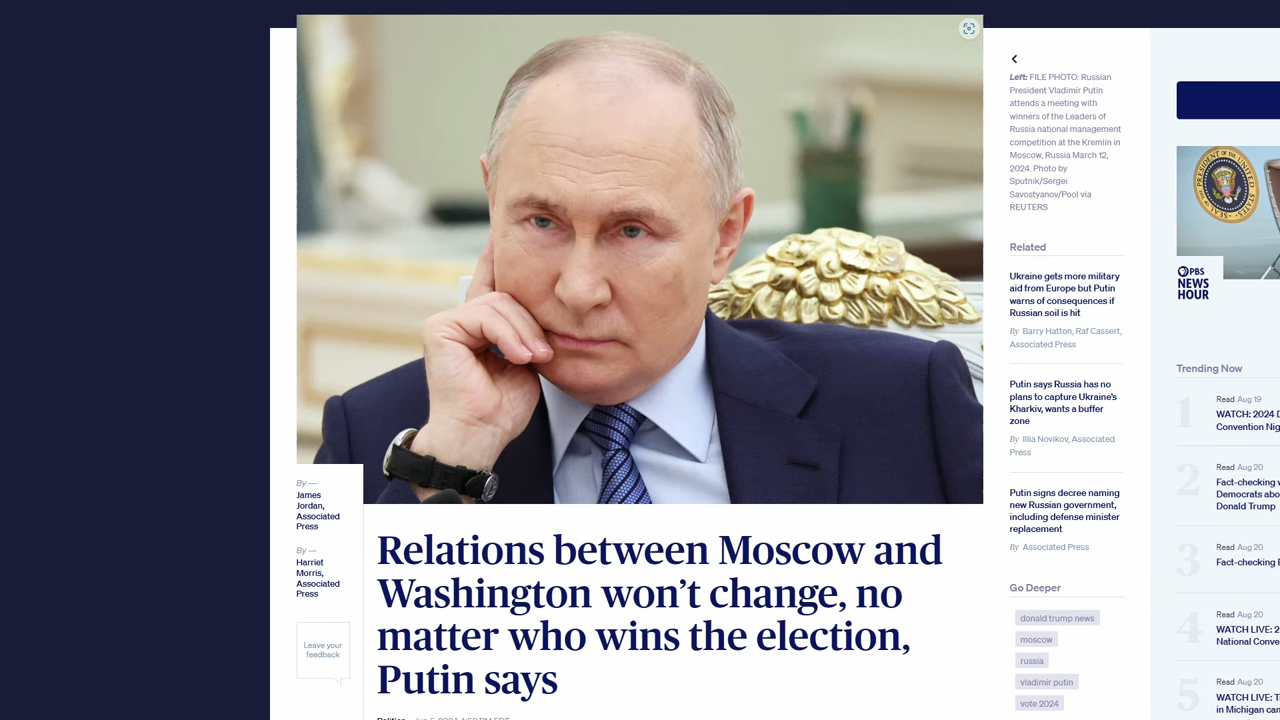 Left: FILE PHOTO: Russian
President Vladimir Putin
attends a meeting with
winners of the Leaders of
Russia national management
competition at the Kremlin in
Moscow, Russia March 12,
2024. Photo by
Sputnik/Sergei
Savostyanov/Pool via
REUTERS
Related
Ukraine gets more military
aid from Europe but Putin
warns of consequences if
Russian soil is hit
By Barry Hatton, Raf Cassert,
Associated Press
Putin says Russia has no
plans to capture Ukraine's
Kharkiv, wants a buffer
zone
By Illia Novikov, Associated
Press
Putin signs decree naming
new Russian government,
including defense minister
replacement
By Associated Press
Go Deeper
donald trump news
moscow
russia
vladimir putin
vote 2024
By —
James
Jordan,
Associated
Press
By —
Harriet
Morris,
Associated
Press
Leave your
feedback
Relations between Moscow and
Washington won't change, no
matter who wins the election,
Putin says
PRESIDENT OF THE
PBS
NEWS
HOUR
Trending Now
1
Read Aug 19
WATCH: 2024 D
Convention Nig
2
Read Aug 20
Fact-checking
Democrats abo
Donald Trump
3
Read Aug 20
Fact-checking
4
Read Aug 20
WATCH LIVE: 2
National Conve
5
Read Aug 20
WATCH LIVE: T
in Michigan can